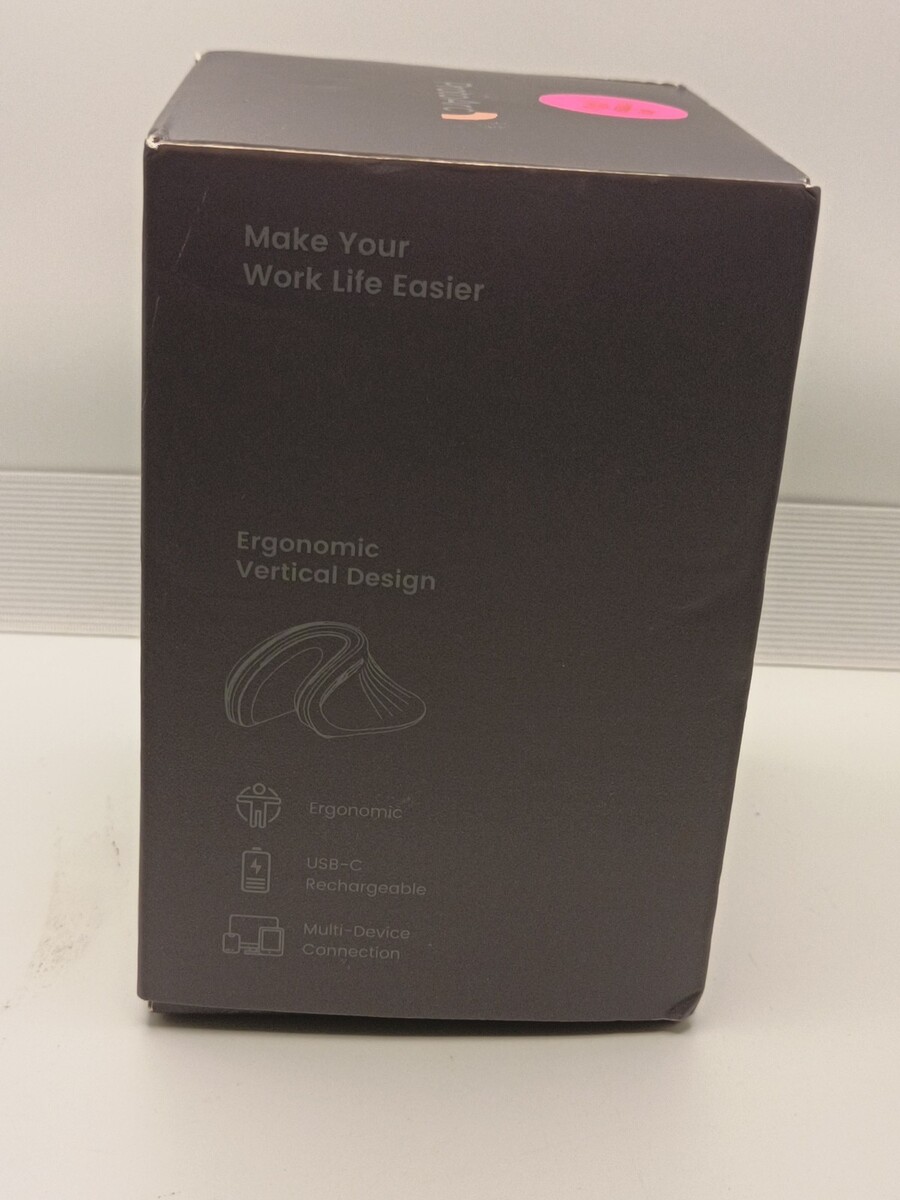 Make Your
Work Life Easier
Ergonomic
Vertical Design
Ergonomic
USB-C
Rechargeable
Multi-Device
Connection